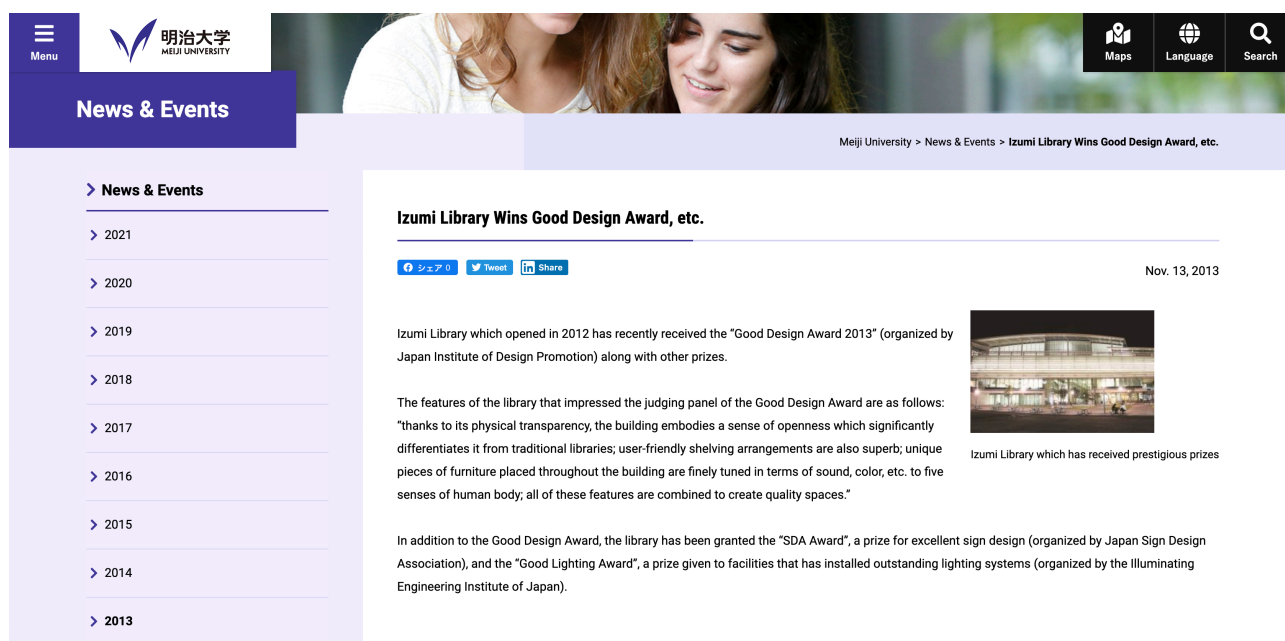 Menu
明治大学
MEIJI UNIVERSITY
Maps
Language
Search
News & Events
Meiji University > News & Events > Izumi Library Wins Good Design Award, etc.
News & Events
2021
2020
2019
2018
2017
2016
2015
2014
2013
Izumi Library Wins Good Design Award, etc.
シェア 0
Tweet
in Share
Nov. 13, 2013
Izumi Library which opened in 2012 has recently received the “Good Design Award 2013” (organized by
Japan Institute of Design Promotion) along with other prizes.
The features of the library that impressed the judging panel of the Good Design Award are as follows:
“thanks to its physical transparency, the building embodies a sense of openness which significantly
differentiates it from traditional libraries; user-friendly shelving arrangements are also superb; unique
pieces of furniture placed throughout the building are finely tuned in terms of sound, color, etc. to five
senses of human body; all of these features are combined to create quality spaces.”
Izumi Library which has received prestigious prizes
In addition to the Good Design Award, the library has been granted the “SDA Award”, a prize for excellent sign design (organized by Japan Sign Design
Association), and the “Good Lighting Award”, a prize given to facilities that has installed outstanding lighting systems (organized by the Illuminating
Engineering Institute of Japan).